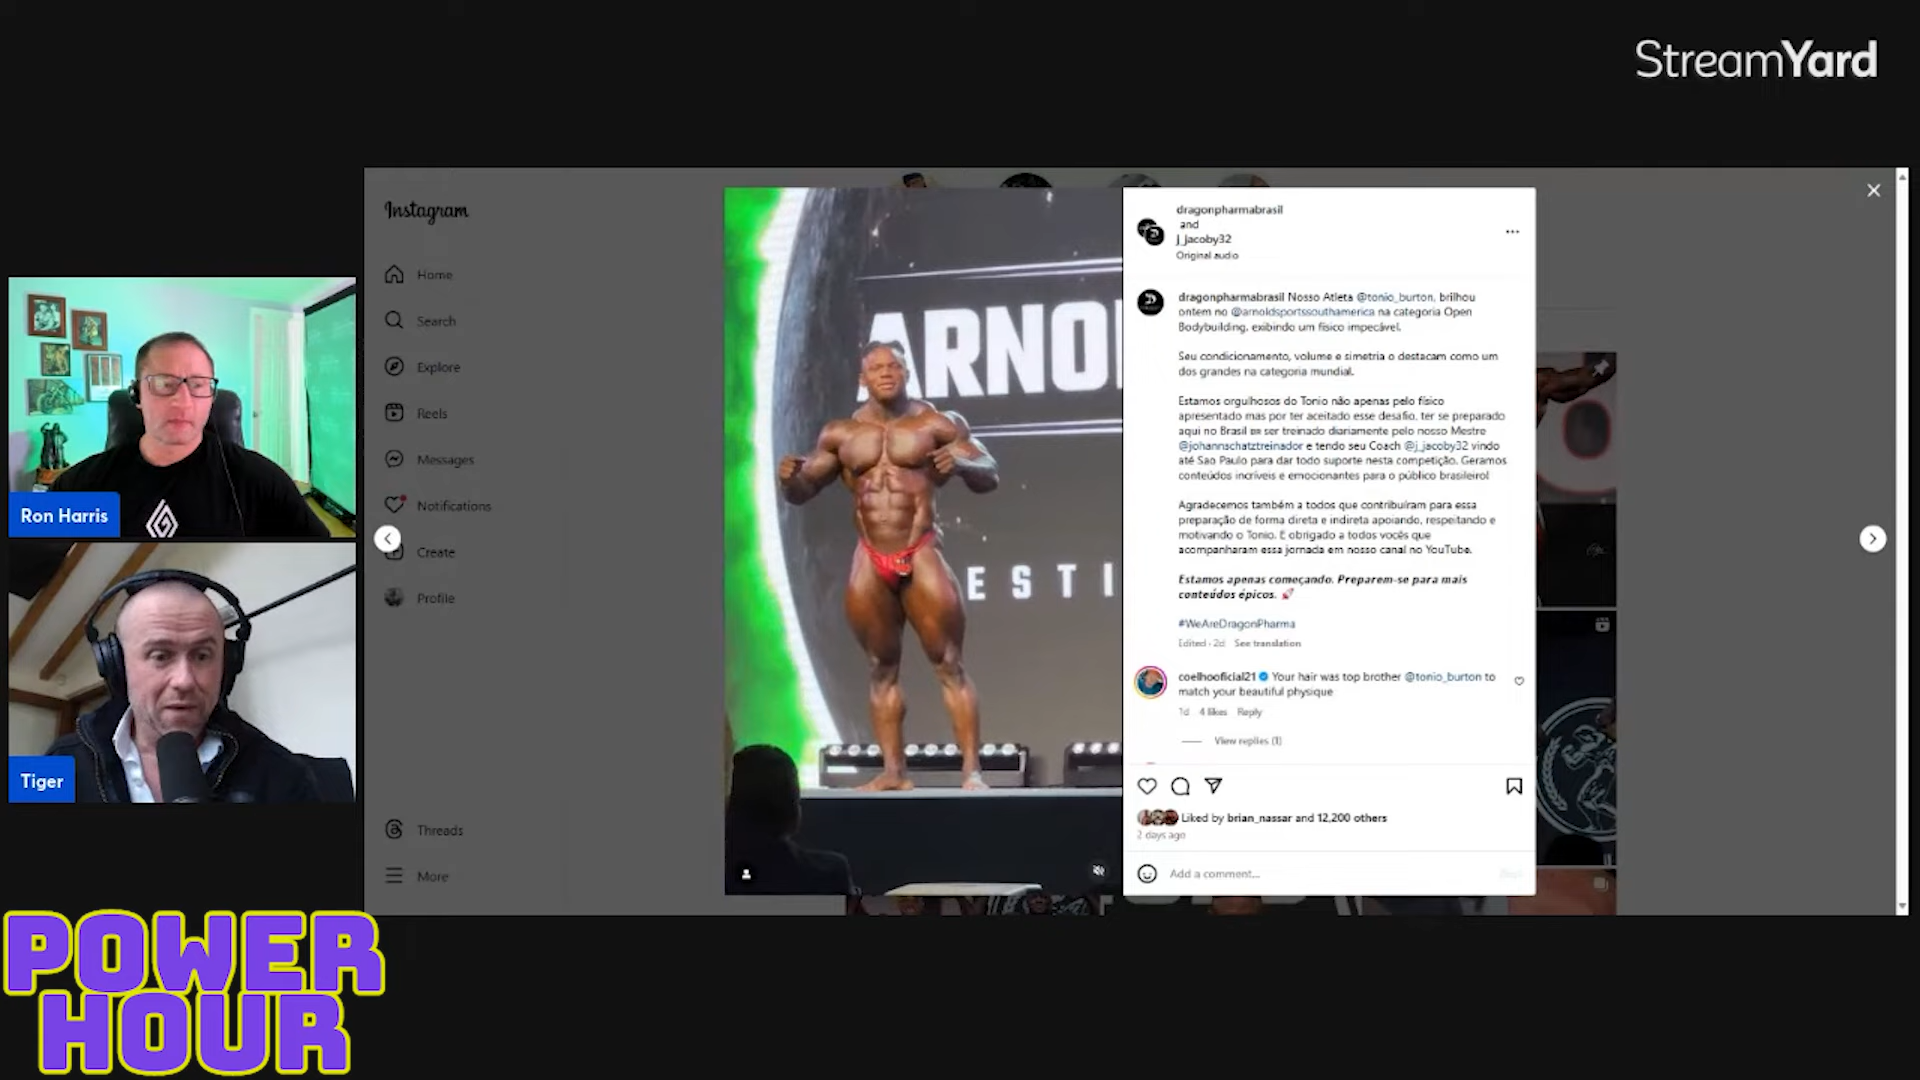 StreamYard
Instagram
Home
Search
Explore
Reels
Messages
Notifications
Create
Profile
Threads
More
ARNO
ESTI
dragonpharmabrasil
and
j_jacoby32
Original audio
dragonpharmabrasil Nosso Atleta @tonio_burton, brilhou
ontem no @arnoldsportssouthamerica na categoria Open
Bodybuilding, exibindo um físico impecável.
Seu condicionamento, volume e simetria o destacam como um
dos grandes na categoria mundial.
Estamos orgulhosos do Tonio não apenas pelo físico
apresentado mas por ter aceitado esse desafio, ter se preparado
aqui no Brasil ser treinado diariamente pelo nosso Mestre
@johannschatztreinador e tendo seu Coach @j_jacoby32 vindo
até Sao Paulo para dar todo suporte nesta competição. Geramos
conteúdos incríveis e emocionantes para o público brasileiro!
Agradecemos também a todos que contribuíram para essa
preparação de forma direta e indireta apoiando, respeitando e
motivando o Tonio. E obrigado a todos vocês que
acompanharam essa jornada em nosso canal no YouTube.
Estamos apenas começando. Preparem-se para mais
conteúdos épicos. 🚀
#WeAreDragonPharma
Edited · 2d See translation
coelhooficial21 Your hair was top brother @tonio_burton to
match your beautiful physique
1d 4 likes Reply
View replies (1)
Liked by brian_nassar and 12,200 others
2 days ago
Add a comment...
Ron Harris
Tiger
POWER
HOUR